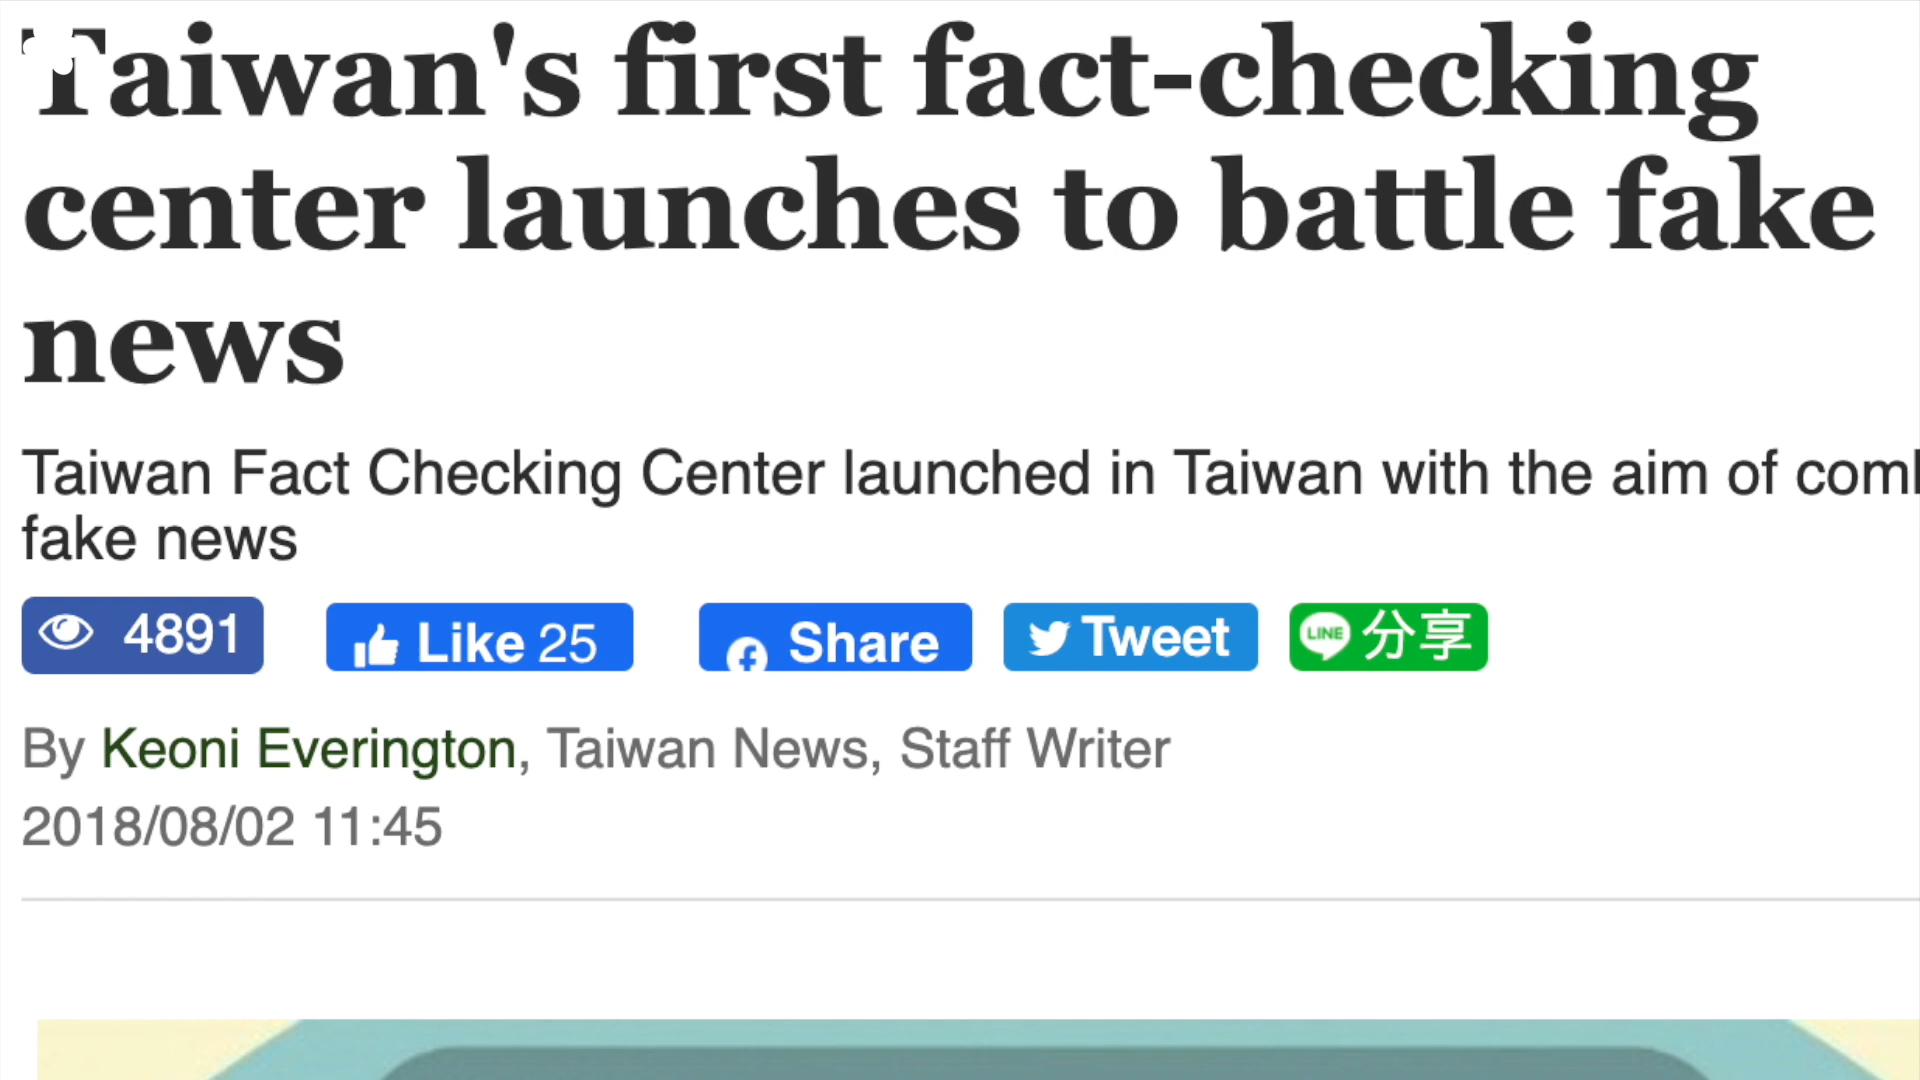 Taiwan's first fact-checking
center launches to battle fake
news
Taiwan Fact Checking Center launched in Taiwan with the aim of
fake news
4891
Like 25
Share
Tweet
LINE 分享
By Keoni Everington, Taiwan News, Staff Writer
2018/08/02 11:45